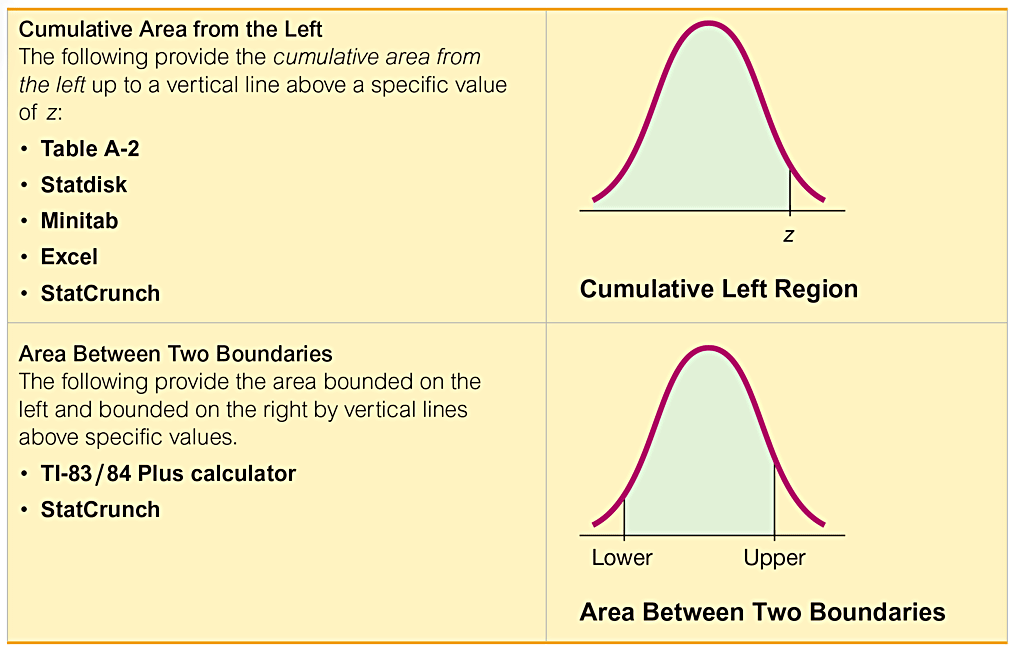 Cumulative Area from the Left
The following provide the cumulative area from
the left up to a vertical line above a specific value
of z:
• Table A-2
• Statdisk
• Minitab
• Excel
• StatCrunch
z
Cumulative Left Region
Area Between Two Boundaries
The following provide the area bounded on the
left and bounded on the right by vertical lines
above specific values.
• TI-83/84 Plus calculator
• StatCrunch
Lower Upper
Area Between Two Boundaries